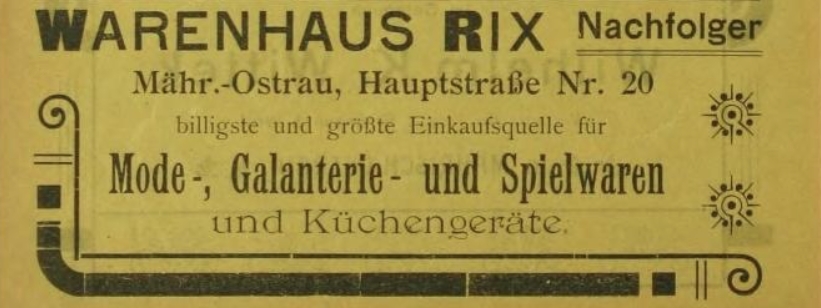 WARENHAUS RIX Nachfolger
Mähr.-Ostrau, Hauptstraße Nr. 20
billigste und größte Einkaufsquelle für
Mode-, Galanterie- und Spielwaren
und Küchengeräte.